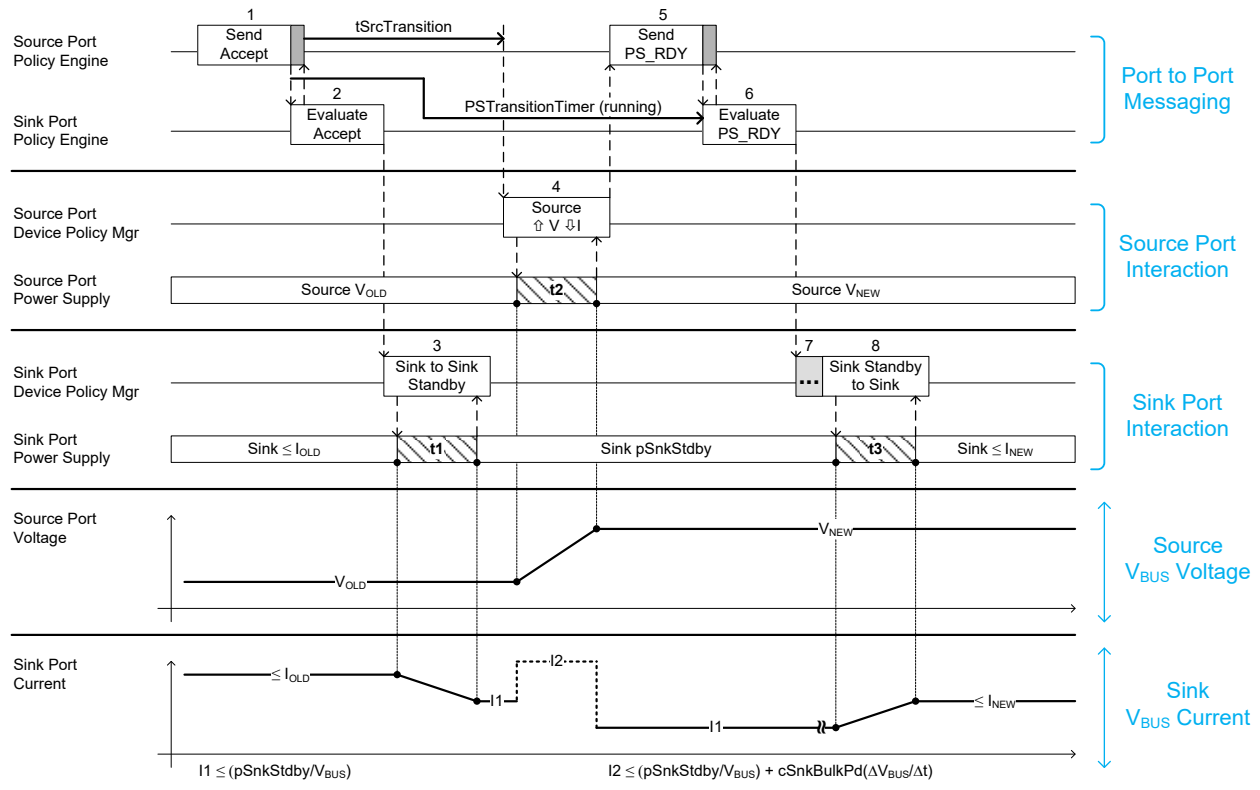 1
Send
Accept
tSrcTransition
5
Send
PS_RDY
Source Port
Policy Engine
Port to Port
Messaging
2
Evaluate
Accept
PSTransitionTimer (running)
6
Evaluate
PS_RDY
Sink Port
Policy Engine
4
Source
⇧ V ⇩I
Source Port
Device Policy Mgr
Source Port
Interaction
Source Port
Power Supply
Source VOLD
t2
Source VNEW
3
Sink to Sink
Standby
7
...
8
Sink Standby
to Sink
Sink Port
Device Policy Mgr
Sink Port
Interaction
Sink Port
Power Supply
Sink ≤ IOLD
t1
Sink pSnkStdby
t3
Sink ≤ INEW
Source Port
Voltage
VOLD
VNEW
Source
VBUS Voltage
Sink Port
Current
≤ IOLD
I1
I2
I1
≤ INEW
Sink
VBUS Current
I1 ≤ (pSnkStdby/VBUS)
I2 ≤ (pSnkStdby/VBUS) + cSnkBulkPd(ΔVBUS/Δt)